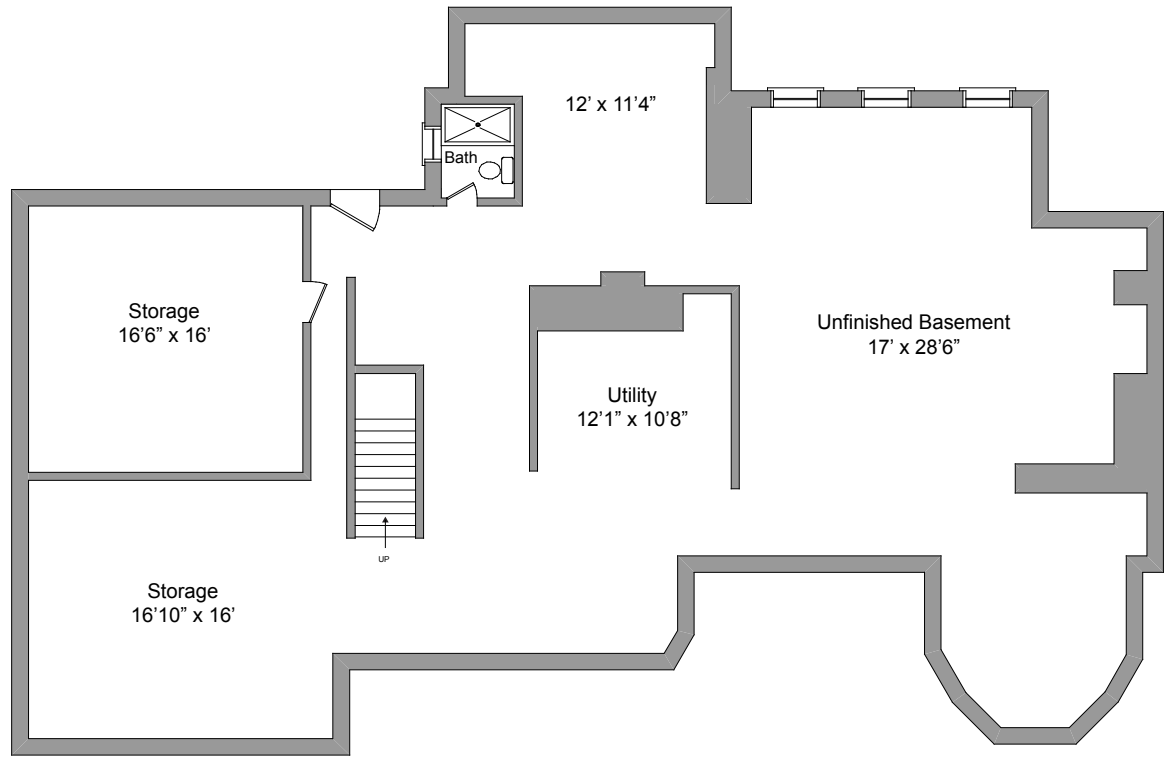 12’ x 11’4”
Bath
Storage
16’6” x 16’
Unfinished Basement
17’ x 28’6”
Utility
12’1” x 10’8”
UP
Storage
16’10” x 16’